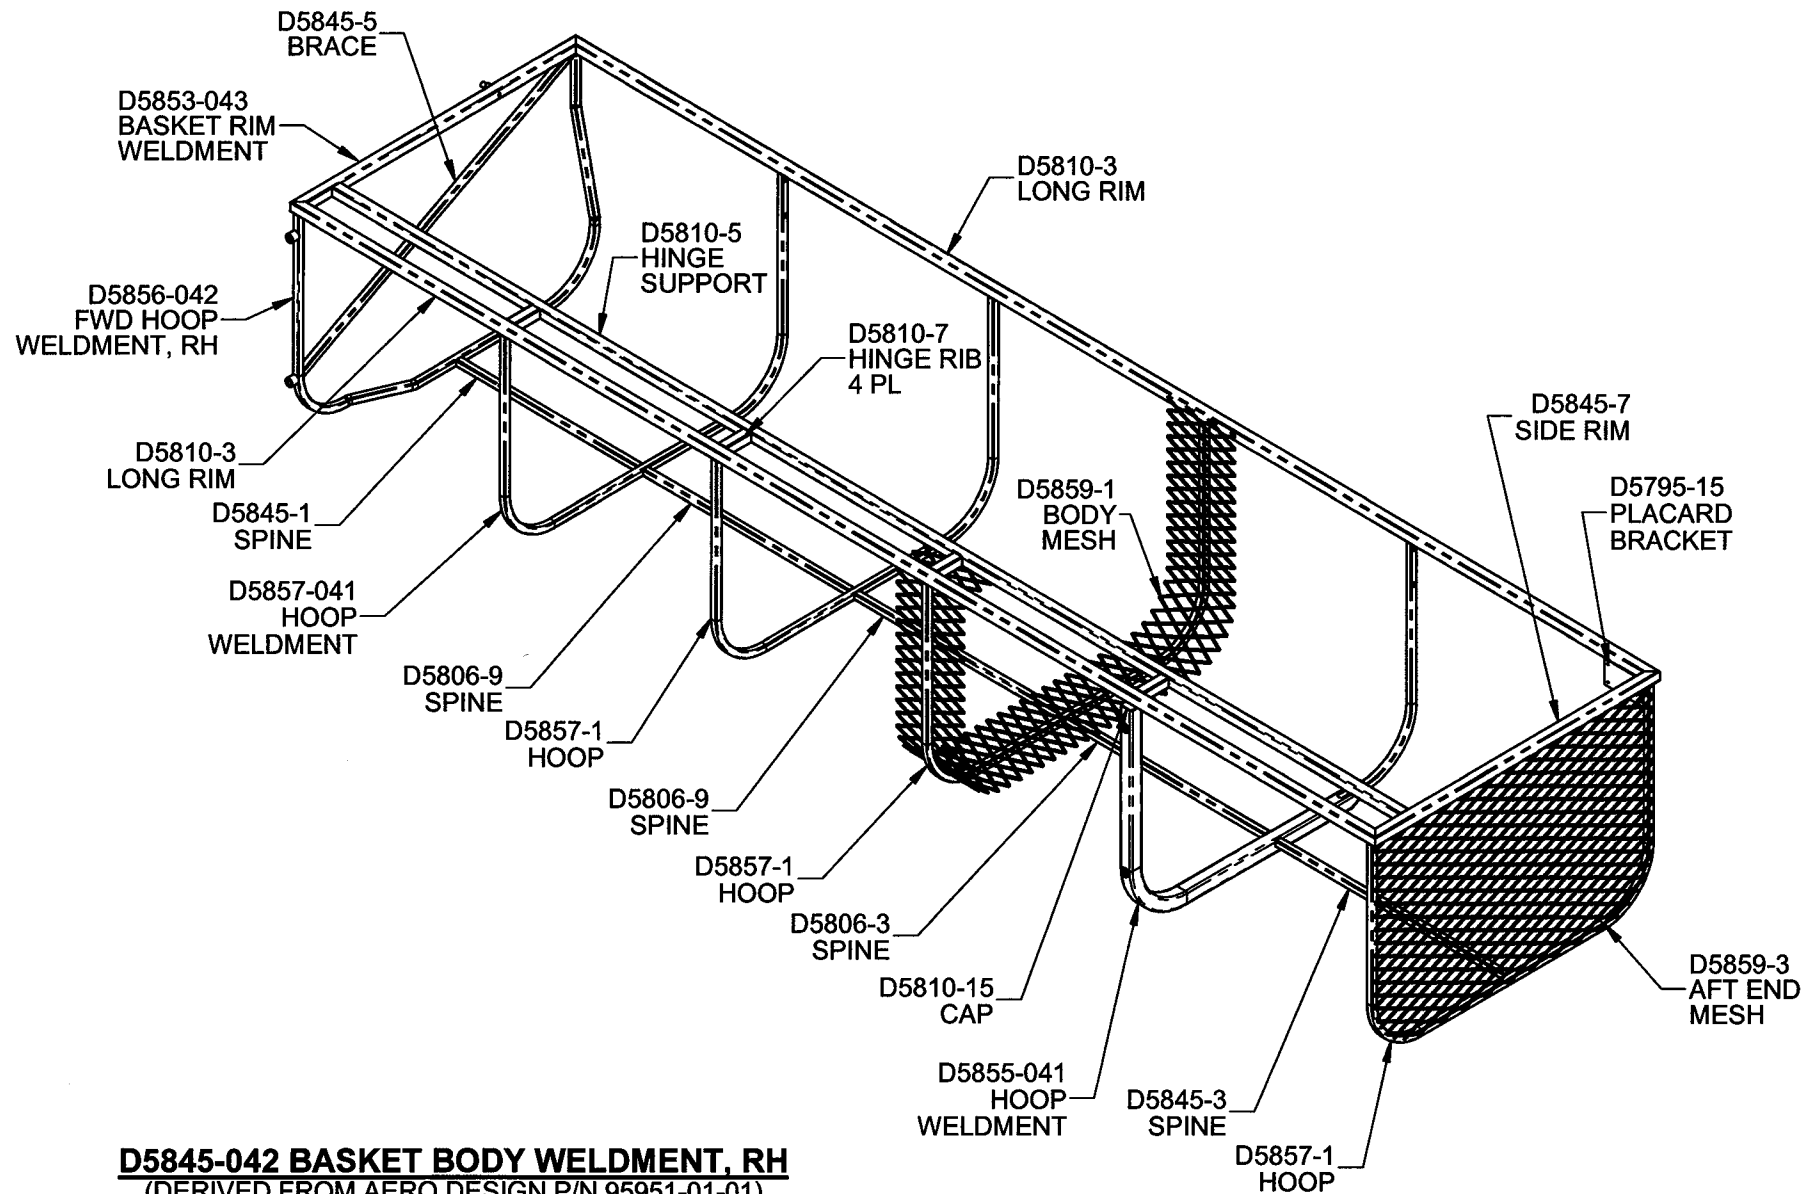 D5845-5
BRACE
D5853-043
BASKET RIM
WELDMENT
D5810-3
LONG RIM
D5810-5
HINGE
SUPPORT
D5856-042
FWD HOOP
WELDMENT, RH
D5810-7
HINGE RIB
4 PL
D5845-7
SIDE RIM
D5810-3
LONG RIM
D5859-1
BODY
MESH
D5795-15
PLACARD
BRACKET
D5845-1
SPINE
D5857-041
HOOP
WELDMENT
D5806-9
SPINE
D5857-1
HOOP
D5806-9
SPINE
D5857-1
HOOP
D5806-3
SPINE
D5810-15
CAP
D5859-3
AFT END
MESH
D5855-041
HOOP
WELDMENT
D5845-3
SPINE
D5857-1
HOOP
D5845-042 BASKET BODY WELDMENT, RH
(DERIVED FROM AERO DESIGN P/N 95951-01-01)